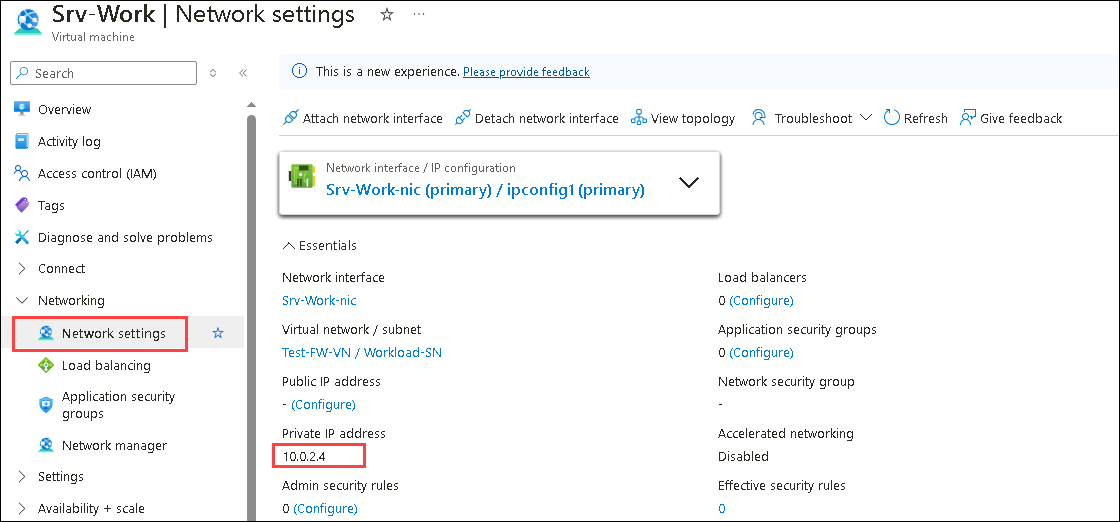 Srv-Work | Network settings
Virtual machine
Search
Overview
Activity log
Access control (IAM)
Tags
Diagnose and solve problems
Connect
Networking
Network settings
Load balancing
Application security
groups
Network manager
Settings
Availability + scale
This is a new experience. Please provide feedback
Attach network interface Detach network interface View topology Troubleshoot Refresh Give feedback
Network interface / IP configuration
Srv-Work-nic (primary) / ipconfig1 (primary)
Essentials
Network interface
Srv-Work-nic
Virtual network / subnet
Test-FW-VN / Workload-SN
Public IP address
- (Configure)
Private IP address
10.0.2.4
Admin security rules
0 (Configure)
Load balancers
0 (Configure)
Application security groups
0 (Configure)
Network security group
-
Accelerated networking
Disabled
Effective security rules
0